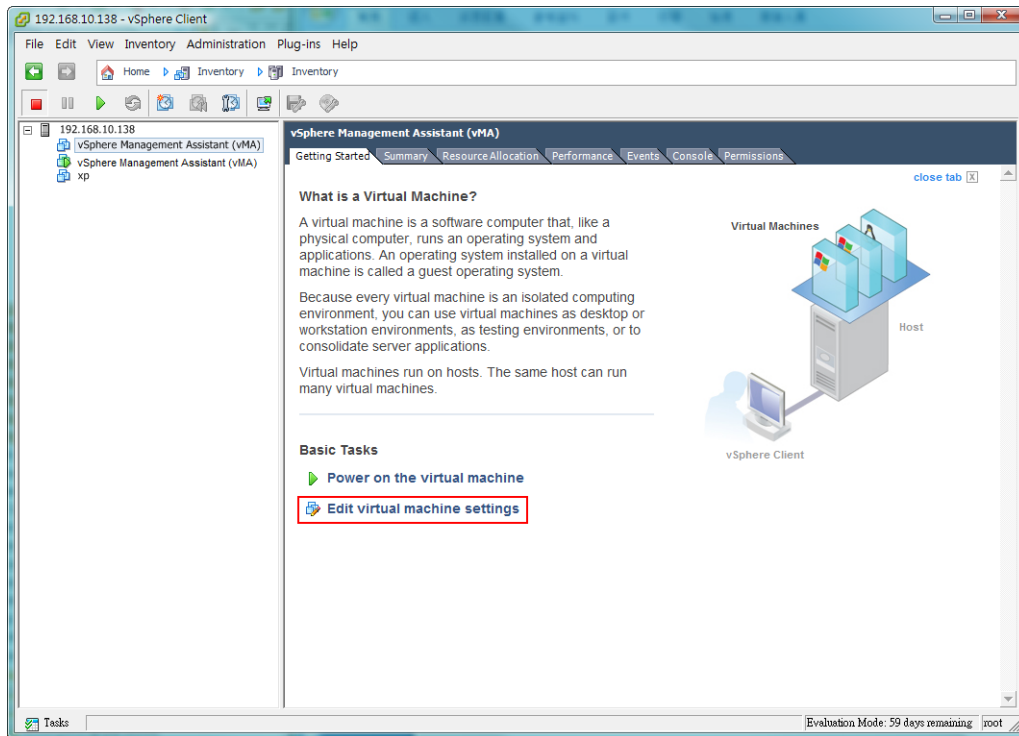 192.168.10.138 - vSphere Client
File Edit View Inventory Administration Plug-ins Help
Home Inventory Inventory
192.168.10.138
vSphere Management Assistant (vMA)
vSphere Management Assistant (vMA)
xp
vSphere Management Assistant (vMA)
Getting Started Summary Resource Allocation Performance Events Console Permissions
close tab X
What is a Virtual Machine?
A virtual machine is a software computer that, like a
physical computer, runs an operating system and
applications. An operating system installed on a virtual
machine is called a guest operating system.
Because every virtual machine is an isolated computing
environment, you can use virtual machines as desktop or
workstation environments, as testing environments, or to
consolidate server applications.
Virtual machines run on hosts. The same host can run
many virtual machines.
Virtual Machines
Host
vSphere Client
Basic Tasks
Power on the virtual machine
Edit virtual machine settings
Tasks
Evaluation Mode: 59 days remaining root